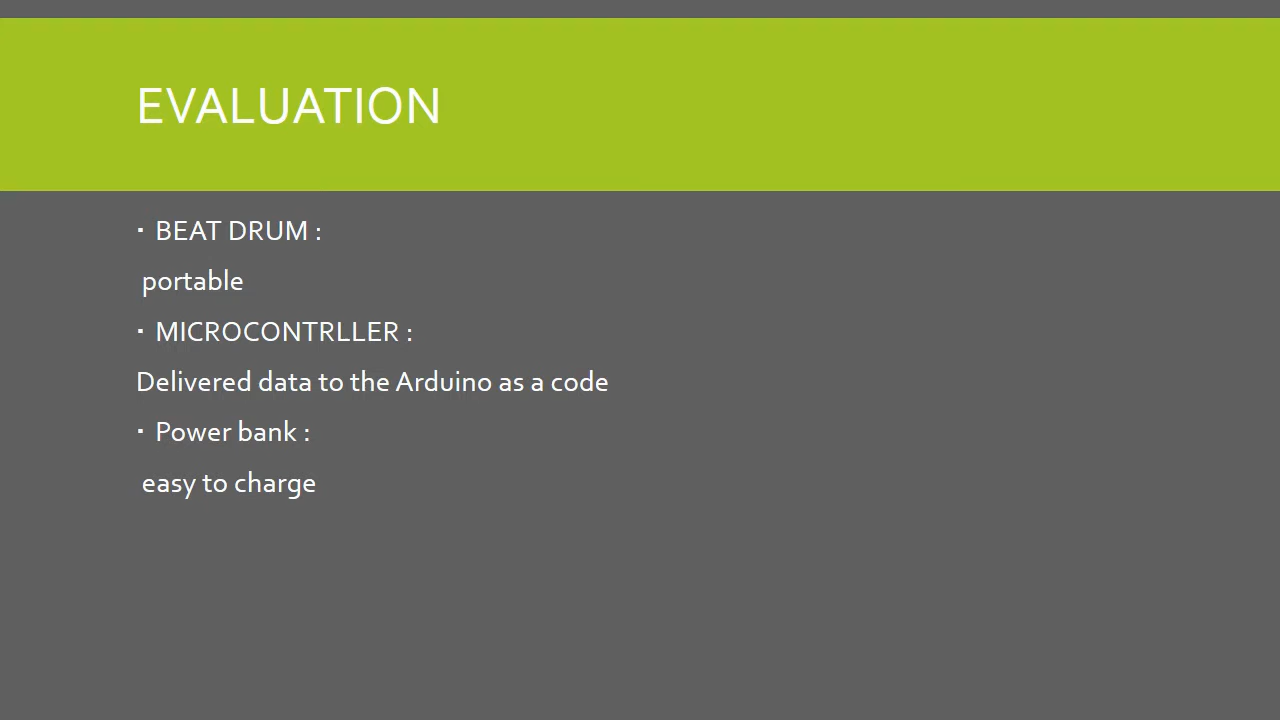 EVALUATION
▪ BEAT DRUM :
portable
▪ MICROCONTRLLER :
Delivered data to the Arduino as a code
▪ Power bank :
easy to charge